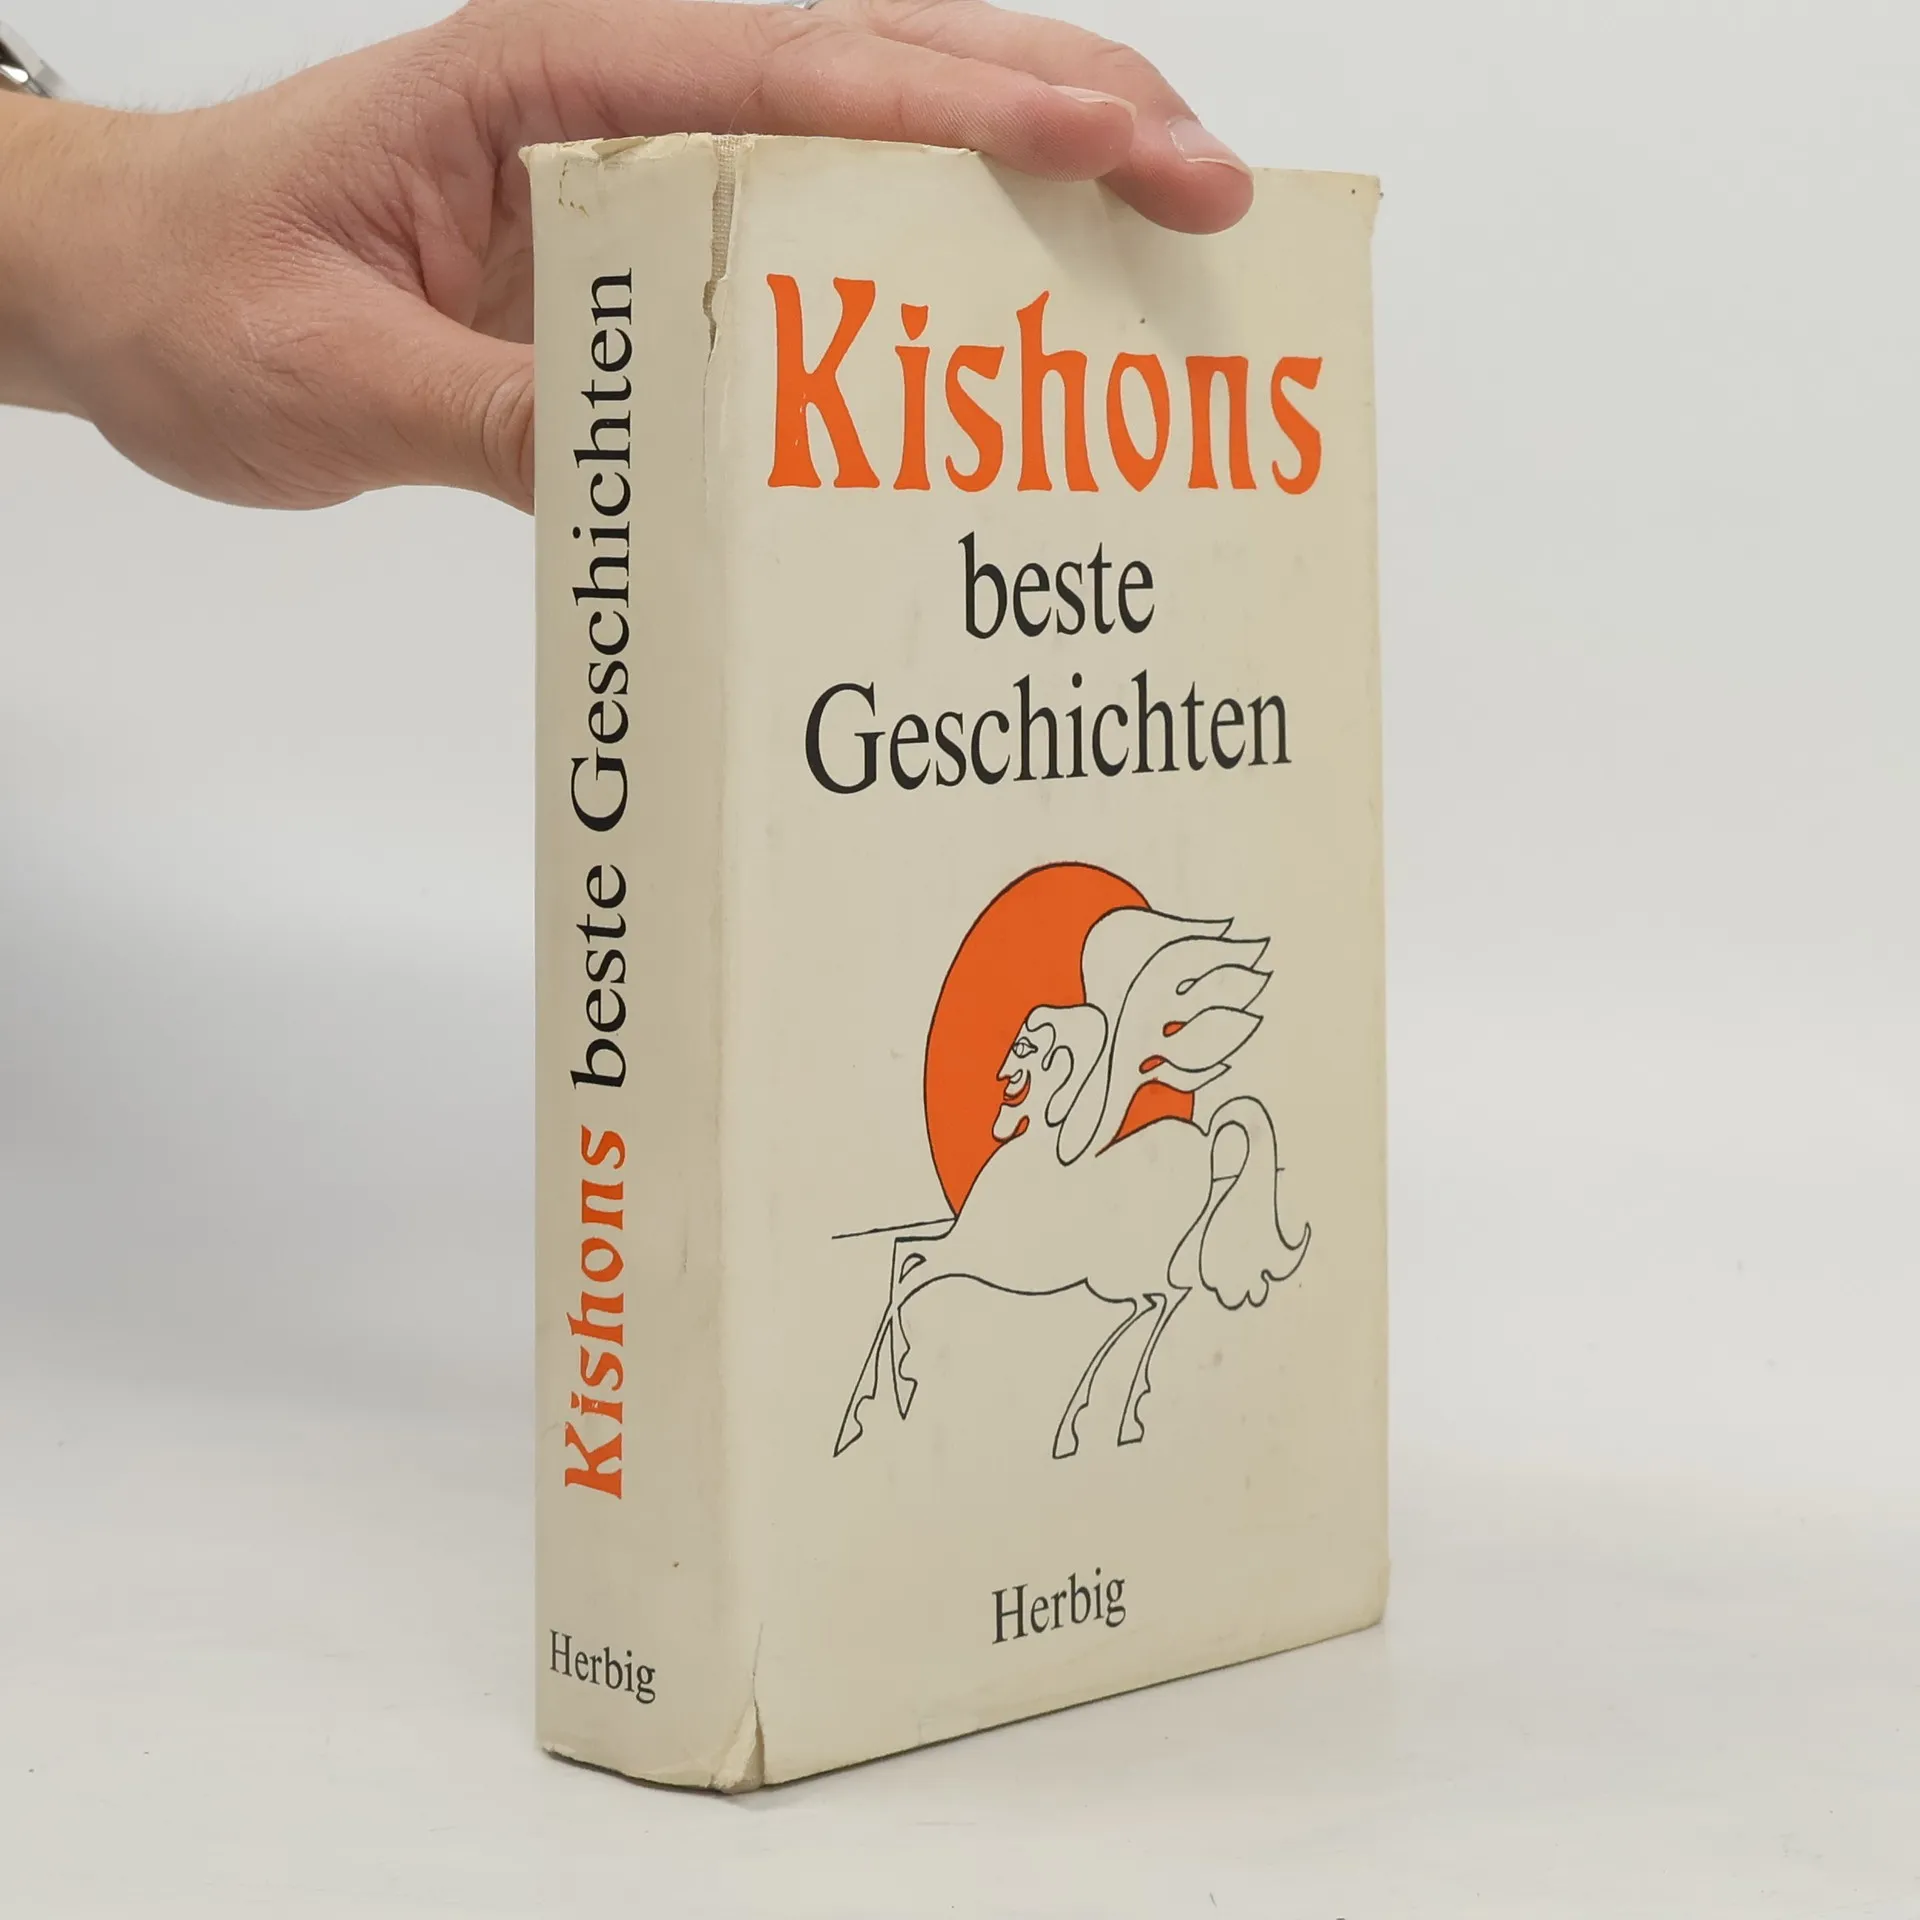 Kishons beste Geschichten
Herbig
Kishons
beste
Geschichten
Herbig